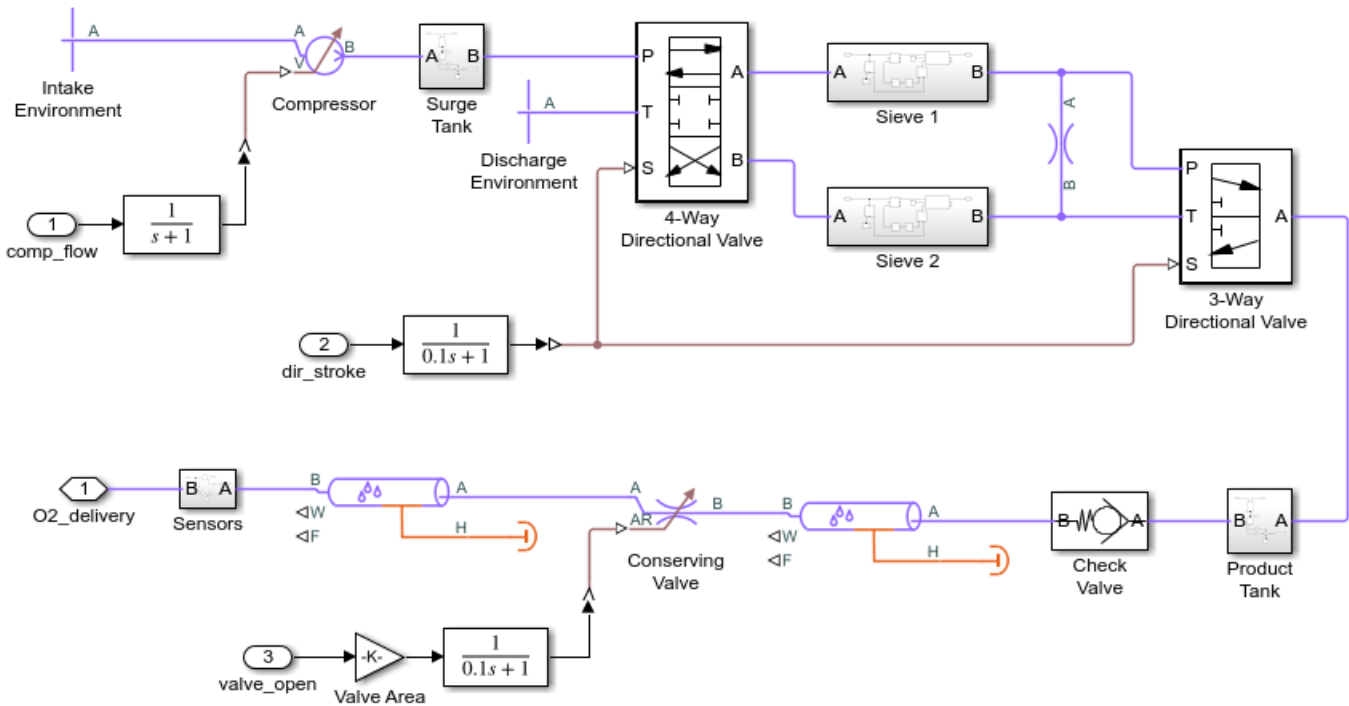 A
A
B
V
Intake
Environment
Compressor
A
B
Surge
Tank
A
Discharge
Environment
P
T
S
A
B
4-Way
Directional Valve
A
B
Sieve 1
A
B
Sieve 2
A
B
P
T
S
A
3-Way
Directional Valve
1
comp_flow
1
s + 1
2
dir_stroke
1
0.1s + 1
1
O2_delivery
B
A
Sensors
B
W
F
A
H
A
AR
B
Conserving
Valve
B
W
F
A
H
B
A
Check
Valve
B
A
Product
Tank
3
valve_open
-K-
Valve Area
1
0.1s + 1